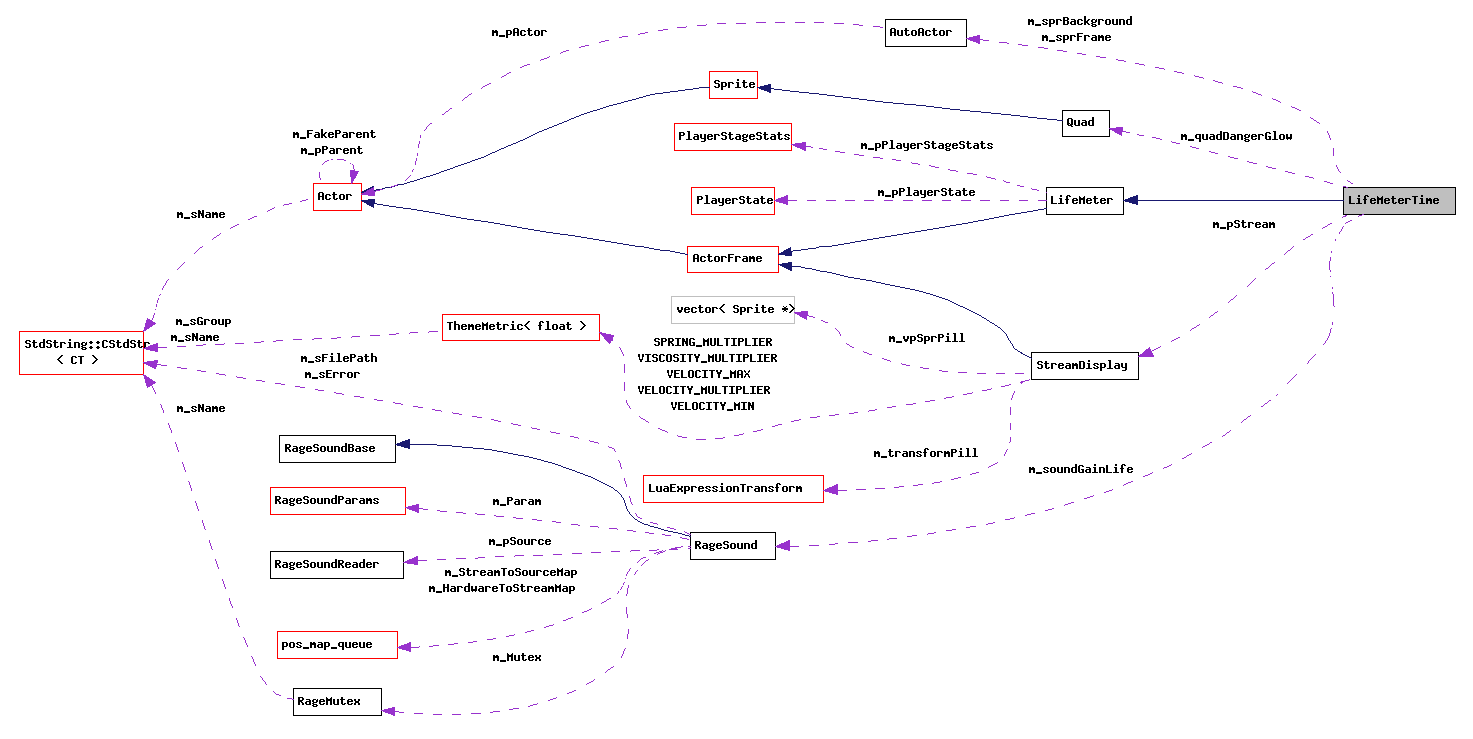 m_sprBackground
m_sprFrame
m_pActor
AutoActor
Sprite
Quad
m_quadDangerGlow
m_FakeParent
m_pParent
PlayerStageStats
m_pPlayerStageStats
Actor
m_pPlayerState
PlayerState
LifeMeter
LifeMeterTime
m_sName
m_pStream
ActorFrame
vector< Sprite *>
m_sGroup
m_sName
ThemeMetric< float >
StdString::CStdStr
< CT >
m_vpSprPill
SPRING_MULTIPLIER
VISCOSITY_MULTIPLIER
VELOCITY_MAX
VELOCITY_MULTIPLIER
VELOCITY_MIN
m_sFilePath
m_sError
StreamDisplay
m_sName
RageSoundBase
m_transformPill
m_soundGainLife
LuaExpressionTransform
RageSoundParams
m_Param
m_pSource
RageSound
RageSoundReader
m_StreamToSourceMap
m_HardwareToStreamMap
pos_map_queue
m_Mutex
RageMutex